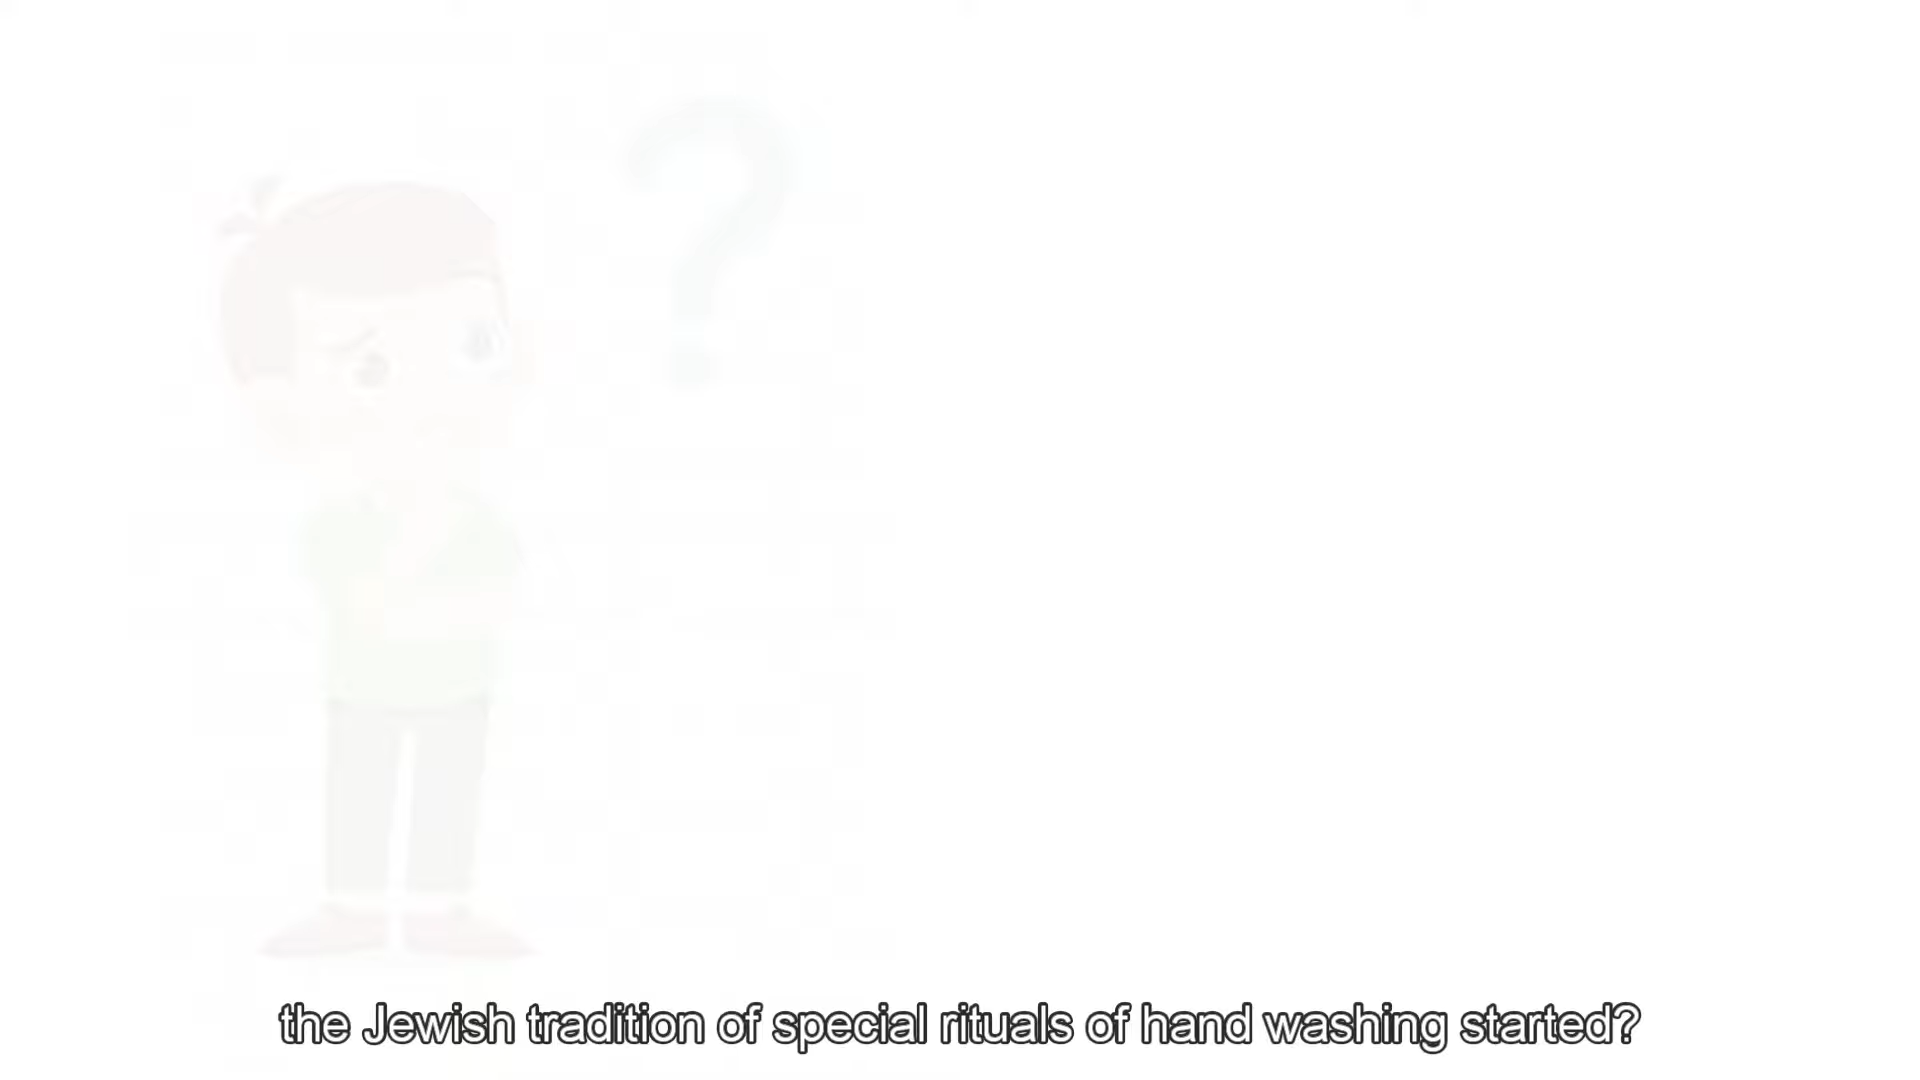 the Jewish tradition of special rituals of hand washing started?